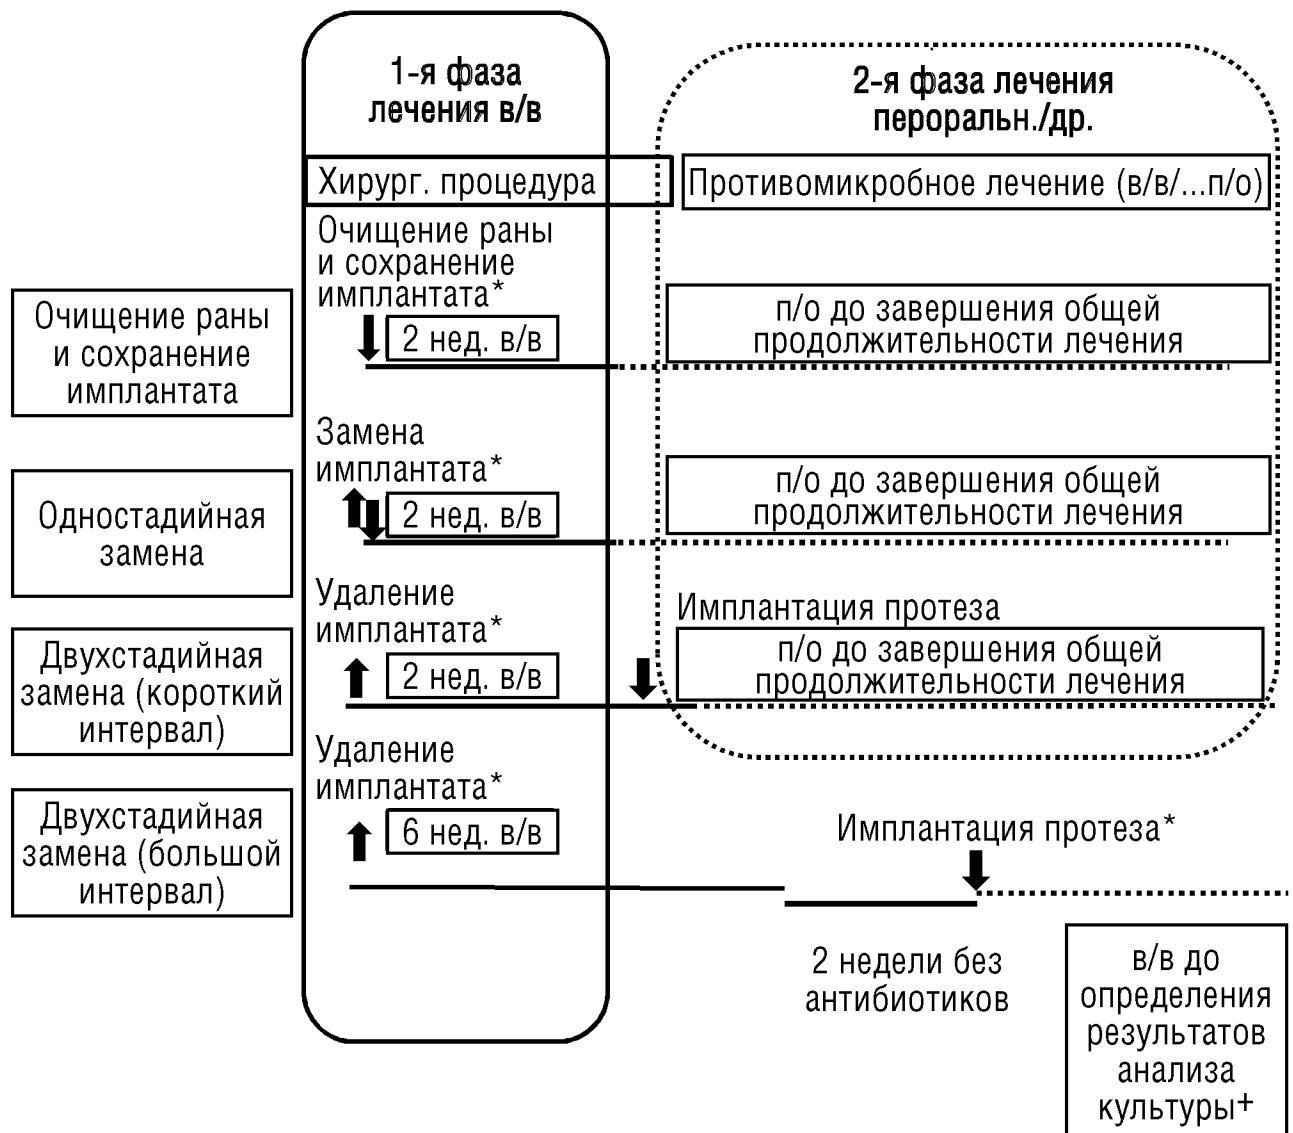 1-я фаза
лечения в/в
2-я фаза лечения
пероральн./др.
Хирург. процедура
Противомикробное лечение (в/в/...п/о)
Очищение раны
и сохранение
имплантата
Очищение раны
и сохранение
имплантата*
2 нед. в/в
п/о до завершения общей
продолжительности лечения
Одностадийная
замена
Замена
имплантата*
2 нед. в/в
п/о до завершения общей
продолжительности лечения
Двухстадийная
замена (короткий
интервал)
Удаление
имплантата*
2 нед. в/в
Имплантация протеза
п/о до завершения общей
продолжительности лечения
Двухстадийная
замена (большой
интервал)
Удаление
имплантата*
6 нед. в/в
Имплантация протеза*
2 недели без
антибиотиков
в/в до
определения
результатов
анализа
культуры+